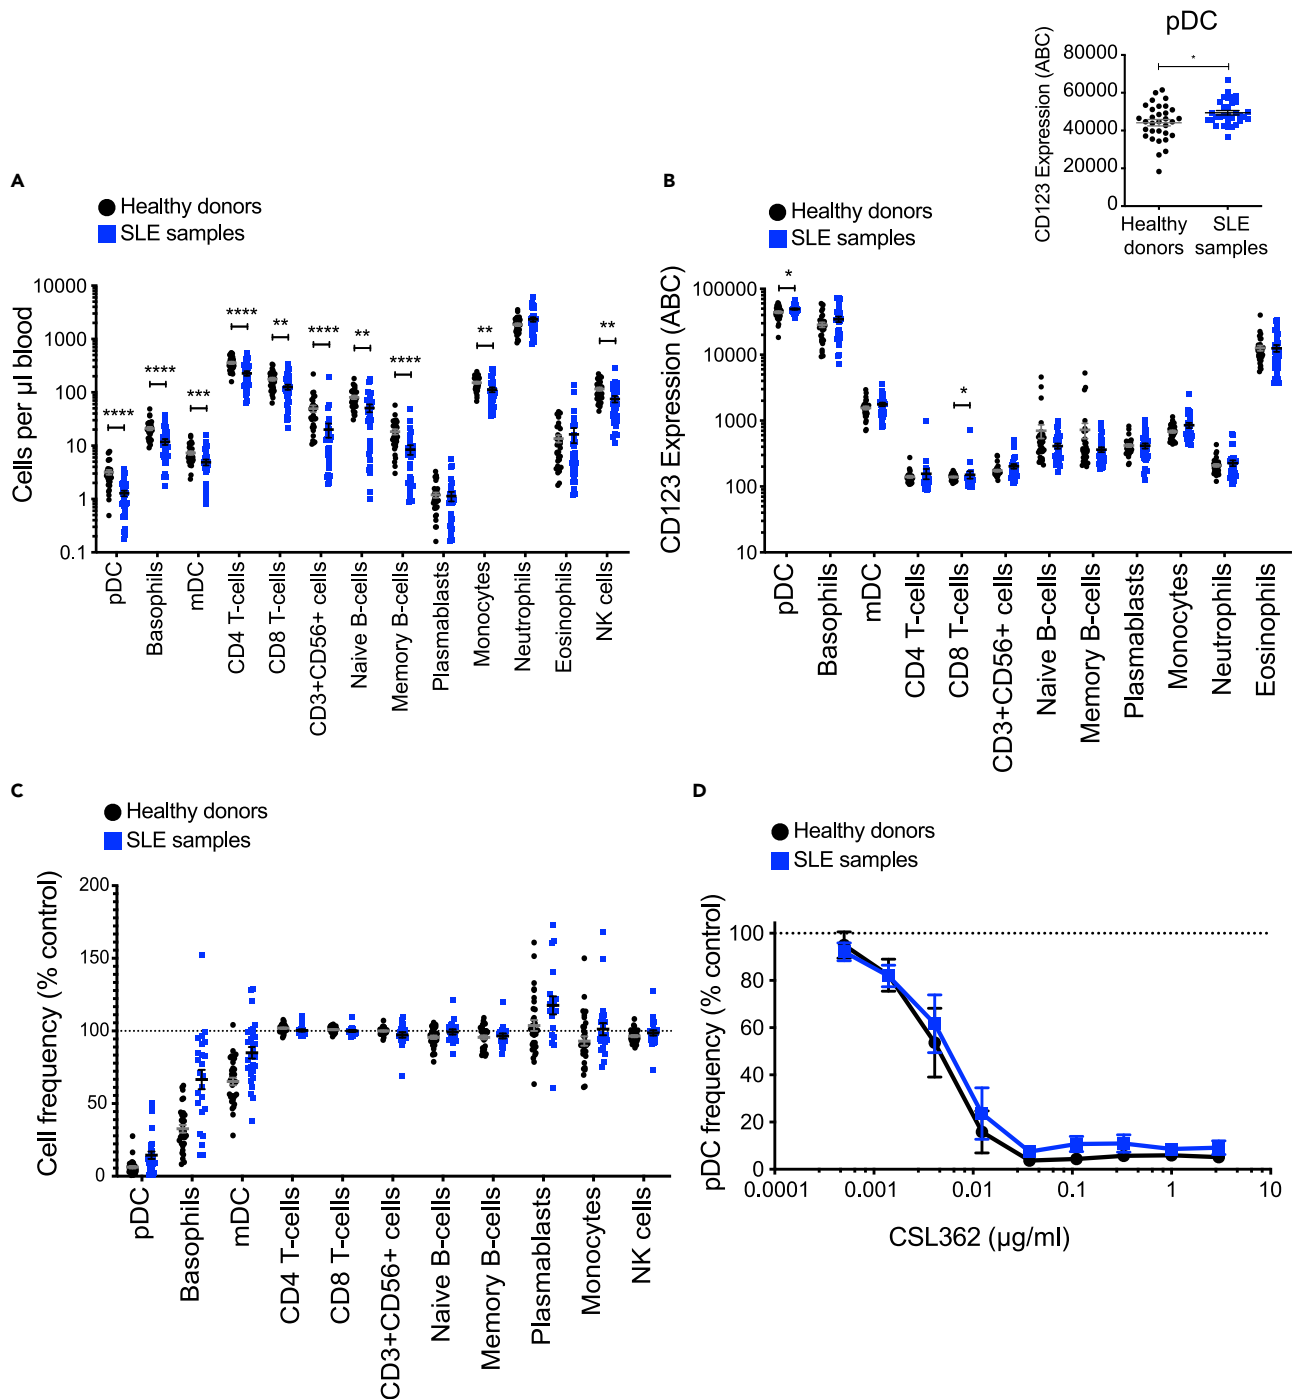 pDC
CD123 Expression (ABC)
80000
60000
40000
20000
0
*
Healthy donors
SLE samples
A
Healthy donors
SLE samples
Cells per µl blood
10000
1000
100
10
1
0.1
****
****
***
****
**
****
**
****
**
**
pDC
Basophils
mDC
CD4 T-cells
CD8 T-cells
CD3+CD56+ cells
Naive B-cells
Memory B-cells
Plasmablasts
Monocytes
Neutrophils
Eosinophils
NK cells
B
Healthy donors
SLE samples
CD123 Expression (ABC)
100000
10000
1000
100
10
*
*
pDC
Basophils
mDC
CD4 T-cells
CD8 T-cells
CD3+CD56+ cells
Naive B-cells
Memory B-cells
Plasmablasts
Monocytes
Neutrophils
Eosinophils
C
Healthy donors
SLE samples
Cell frequency (% control)
200
150
100
50
0
pDC
Basophils
mDC
CD4 T-cells
CD8 T-cells
CD3+CD56+ cells
Naive B-cells
Memory B-cells
Plasmablasts
Monocytes
NK cells
D
Healthy donors
SLE samples
pDC frequency (% control)
100
80
60
40
20
0
0.0001
0.001
0.01
0.1
1
10
CSL362 (µg/ml)